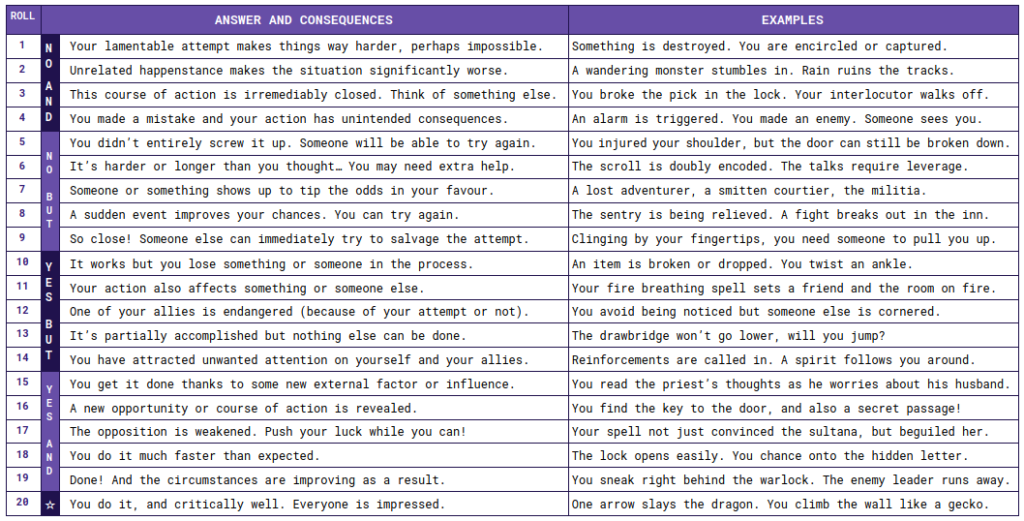 ROLL ANSWER AND CONSEQUENCES EXAMPLES
NO AND
1 Your lamentable attempt makes things way harder, perhaps impossible. Something is destroyed. You are encircled or captured.
2 Unrelated happenstance makes the situation significantly worse. A wandering monster stumbles in. Rain ruins the tracks.
3 This course of action is irremediably closed. Think of something else. You broke the pick in the lock. Your interlocutor walks off.
4 You made a mistake and your action has unintended consequences. An alarm is triggered. You made an enemy. Someone sees you.
NO BUT
5 You didn't entirely screw it up. Someone will be able to try again. You injured your shoulder, but the door can still be broken down.
6 It's harder or longer than you thought… You may need extra help. The scroll is doubly encoded. The talks require leverage.
7 Someone or something shows up to tip the odds in your favour. A lost adventurer, a smitten courtier, the militia.
8 A sudden event improves your chances. You can try again. The sentry is being relieved. A fight breaks out in the inn.
9 So close! Someone else can immediately try to salvage the attempt. Clinging by your fingertips, you need someone to pull you up.
YES BUT
10 It works but you lose something or someone in the process. An item is broken or dropped. You twist an ankle.
11 Your action also affects something or someone else. Your fire breathing spell sets a friend and the room on fire.
12 One of your allies is endangered (because of your attempt or not). You avoid being noticed but someone else is cornered.
13 It's partially accomplished but nothing else can be done. The drawbridge won't go lower, will you jump?
14 You have attracted unwanted attention on yourself and your allies. Reinforcements are called in. A spirit follows you around.
YES AND
15 You get it done thanks to some new external factor or influence. You read the priest's thoughts as he worries about his husband.
16 A new opportunity or course of action is revealed. You find the key to the door, and also a secret passage!
17 The opposition is weakened. Push your luck while you can! Your spell not just convinced the sultana, but beguiled her.
18 You do it much faster than expected. The lock opens easily. You chance onto the hidden letter.
19 Done! And the circumstances are improving as a result. You sneak right behind the warlock. The enemy leader runs away.
20 ☆ You do it, and critically well. Everyone is impressed. One arrow slays the dragon. You climb the wall like a gecko.